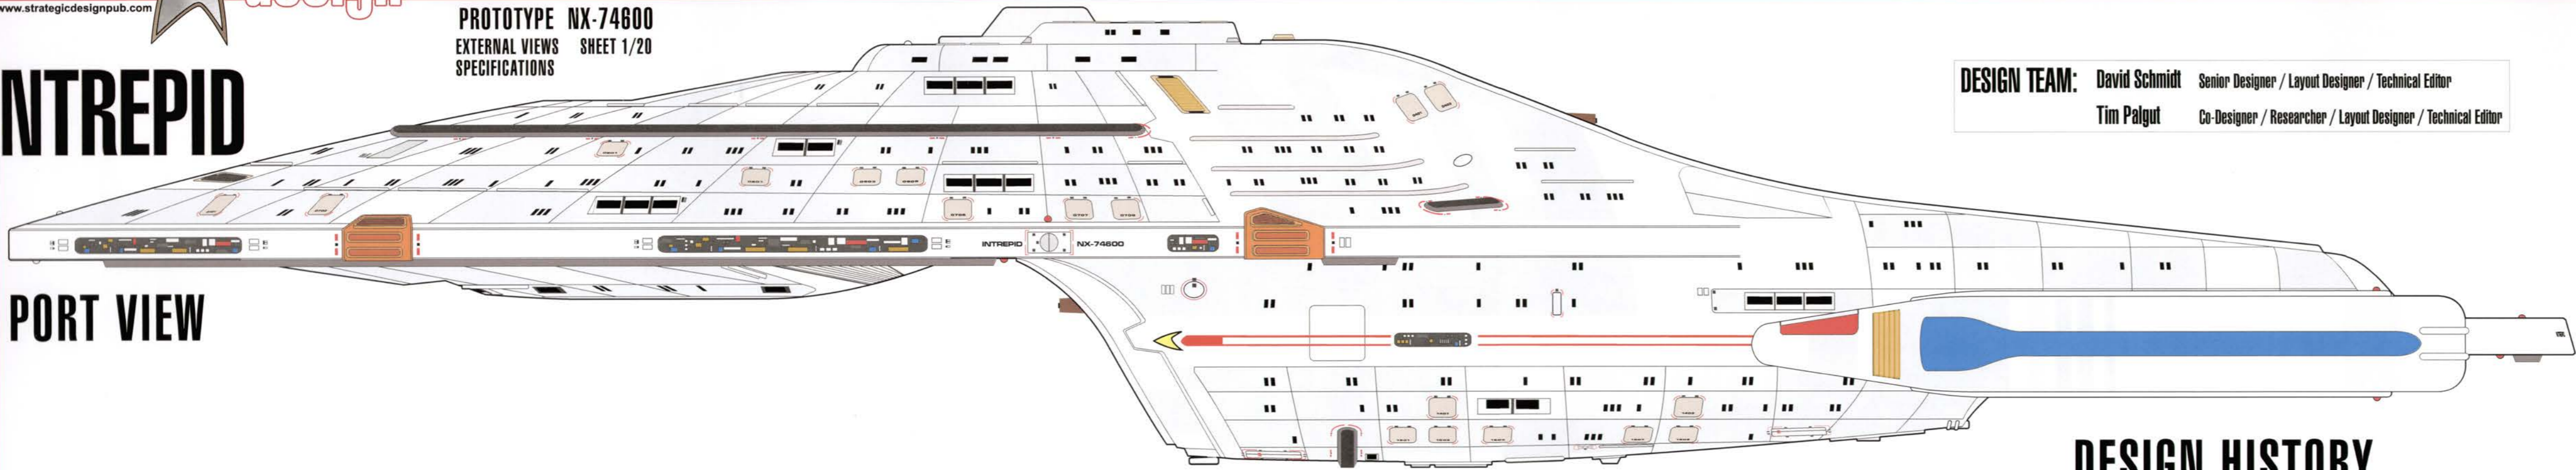 www.strategicdesignpub.com
design
PROTOTYPE NX-74600
EXTERNAL VIEWS SHEET 1/20
SPECIFICATIONS
NTREPID
DESIGN TEAM: David Schmidt Senior Designer / Layout Designer / Technical Editor
Tim Palgut Co-Designer / Researcher / Layout Designer / Technical Editor
INTREPID NX-74600
PORT VIEW
DESIGN HISTORY